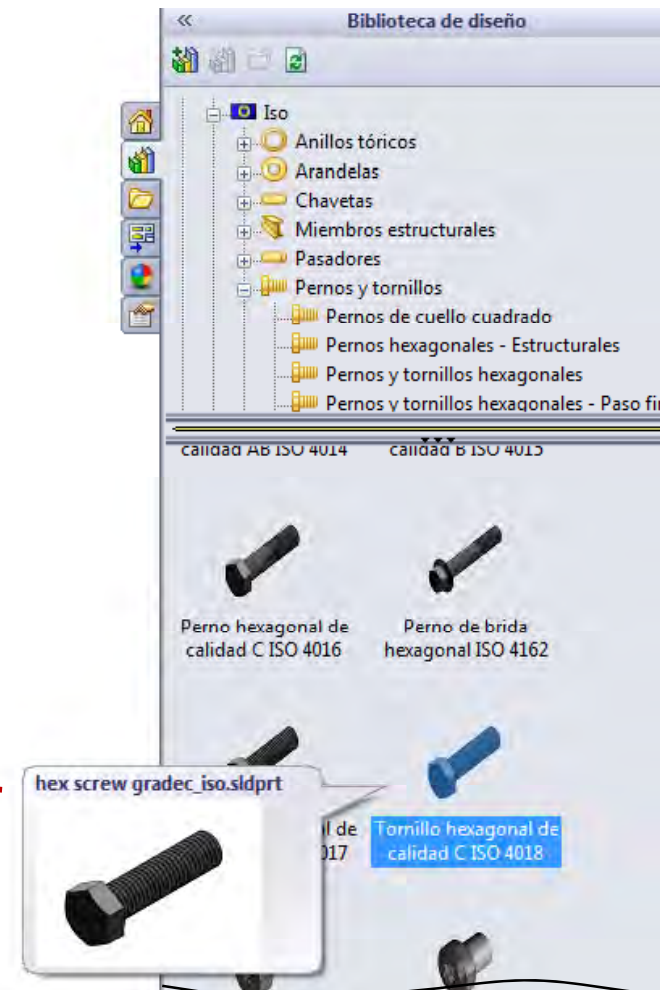 Biblioteca de diseño
Iso
Anillos tóricos
Arandelas
Chavetas
Miembros estructurales
Pasadores
Pernos y tornillos
Pernos de cuello cuadrado
Pernos hexagonales - Estructurales
Pernos y tornillos hexagonales
Pernos y tornillos hexagonales - Paso
calidad AB ISO 4014
calidad B ISO 4015
Perno hexagonal de
calidad C ISO 4016
Perno de brida
hexagonal ISO 4162
hex screw gradec_iso.sldprt
de
017
Tornillo hexagonal de
calidad C ISO 4018